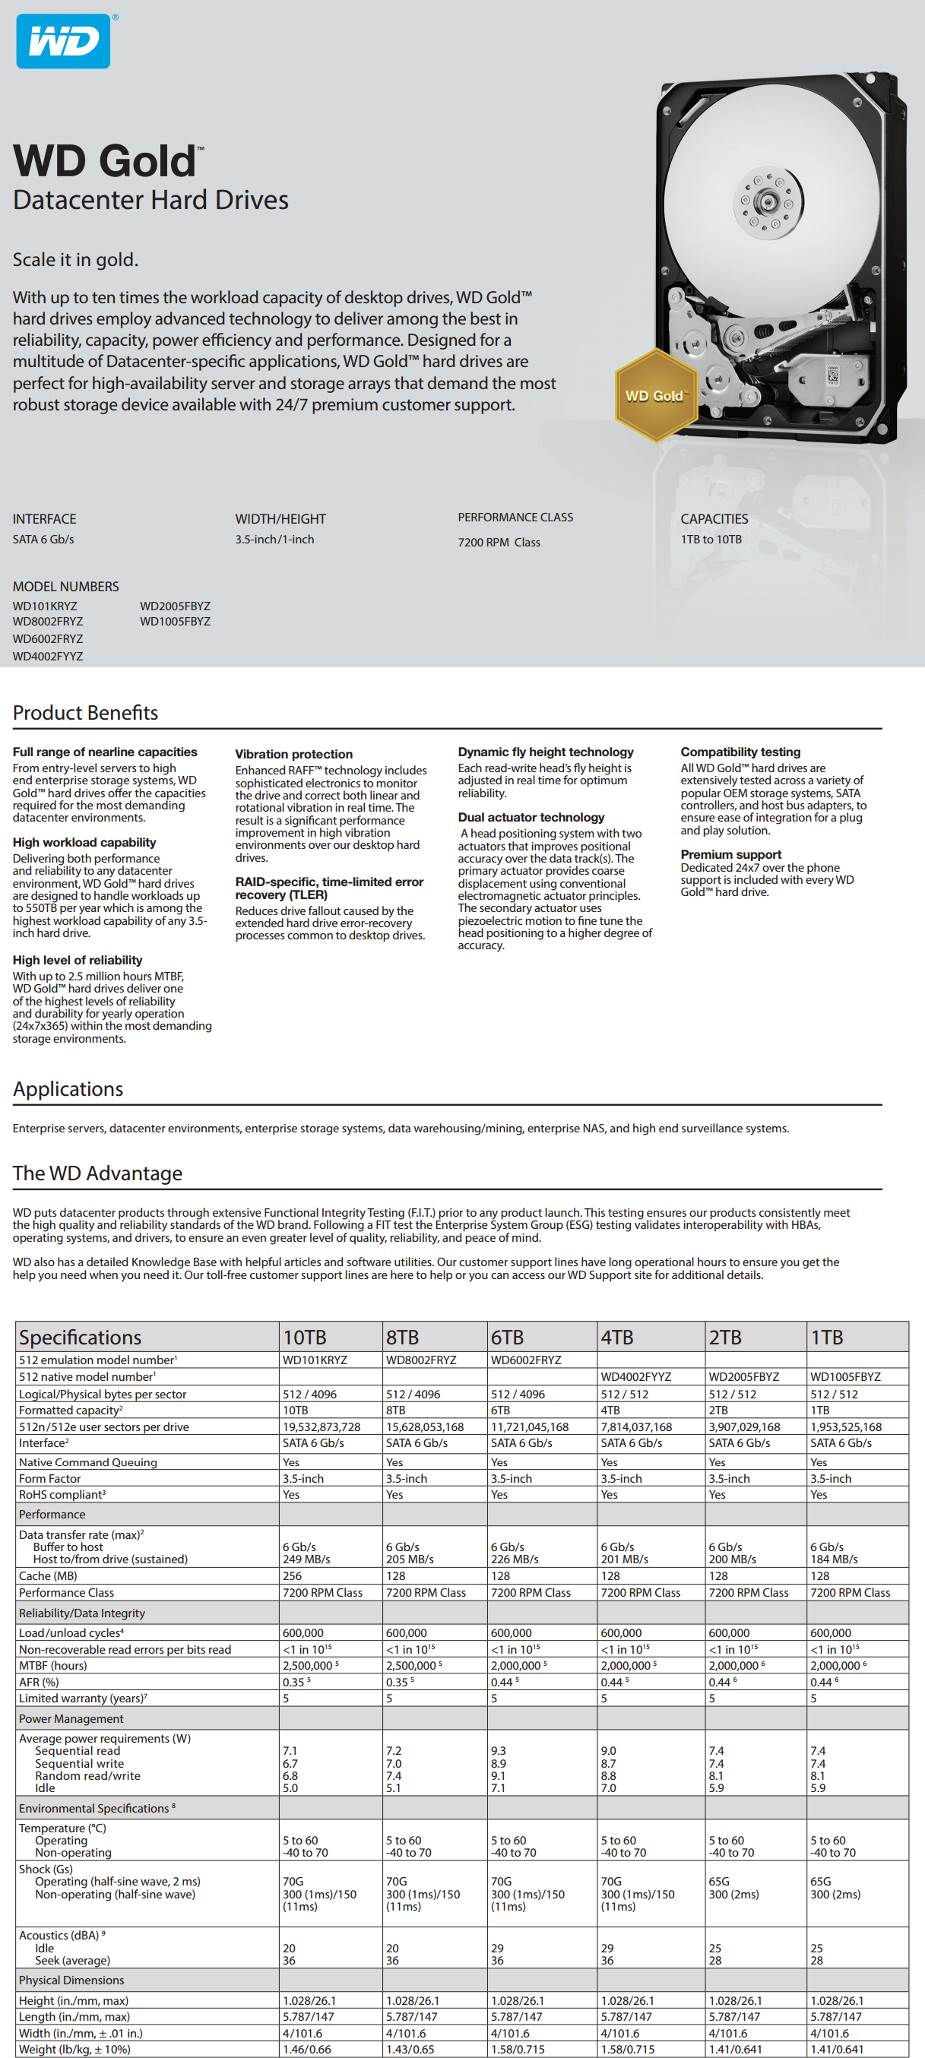 WD®
WD Gold™
Datacenter Hard Drives
Scale it in gold.
With up to ten times the workload capacity of desktop drives, WD Gold™
hard drives employ advanced technology to deliver among the best in
reliability, capacity, power efficiency and performance. Designed for a
multitude of Datacenter-specific applications, WD Gold™ hard drives are
perfect for high-availability server and storage arrays that demand the most
robust storage device available with 24/7 premium customer support.
WD Gold™
INTERFACE
SATA 6 Gb/s
WIDTH/HEIGHT
3.5-inch/1-inch
PERFORMANCE CLASS
7200 RPM Class
CAPACITIES
1TB to 10TB
MODEL NUMBERS
WD101KRYZ WD2005FBYZ
WD8002FRYZ WD1005FBYZ
WD6002FRYZ
WD4002FYYZ
Product Benefits
Full range of nearline capacities
From entry-level servers to high
end enterprise storage systems, WD
Gold™ hard drives offer the capacities
required for the most demanding
datacenter environments.
High workload capability
Delivering both performance
and reliability to any datacenter
environment, WD Gold™ hard drives
are designed to handle workloads up
to 550TB per year which is among the
highest workload capability of any 3.5-
inch hard drive.
High level of reliability
With up to 2.5 million hours MTBF,
WD Gold™ hard drives deliver one
of the highest levels of reliability
and durability for yearly operation
(24x7x365) within the most demanding
storage environments.
Vibration protection
Enhanced RAFF™ technology includes
sophisticated electronics to monitor
the drive and correct both linear and
rotational vibration in real time. The
result is a significant performance
improvement in high vibration
environments over our desktop hard
drives.
RAID-specific, time-limited error
recovery (TLER)
Reduces drive fallout caused by the
extended hard drive error-recovery
processes common to desktop drives.
Dynamic fly height technology
Each read-write head's fly height is
adjusted in real time for optimum
reliability.
Dual actuator technology
A head positioning system with two
actuators that improves positional
accuracy over the data track(s). The
primary actuator provides coarse
displacement using conventional
electromagnetic actuator principles.
The secondary actuator uses
piezoelectric motion to fine tune the
head positioning to a higher degree of
accuracy.
Compatibility testing
All WD Gold™ hard drives are
extensively tested across a variety of
popular OEM storage systems, SATA
controllers, and host bus adapters, to
ensure ease of integration for a plug
and play solution.
Premium support
Dedicated 24x7 over the phone
support is included with every WD
Gold™ hard drive.
Applications
Enterprise servers, datacenter environments, enterprise storage systems, data warehousing/mining, enterprise NAS, and high end surveillance systems.
The WD Advantage
WD puts datacenter products through extensive Functional Integrity Testing (F.I.T.) prior to any product launch. This testing ensures our products consistently meet
the high quality and reliability standards of the WD brand. Following a FIT test the Enterprise System Group (ESG) testing validates interoperability with HBAs,
operating systems, and drivers, to ensure an even greater level of quality, reliability, and peace of mind.
WD also has a detailed Knowledge Base with helpful articles and software utilities. Our customer support lines have long operational hours to ensure you get the
help you need when you need it. Our toll-free customer support lines are here to help or you can access our WD Support site for additional details.
Specifications 10TB 8TB 6TB 4TB 2TB 1TB
512 emulation model number¹ WD101KRYZ WD8002FRYZ WD6002FRYZ
512 native model number¹ WD4002FYYZ WD2005FBYZ WD1005FBYZ
Logical/Physical bytes per sector 512 / 4096 512 / 4096 512 / 4096 512 / 512 512 / 512 512 / 512
Formatted capacity² 10TB 8TB 6TB 4TB 2TB 1TB
512n/512e user sectors per drive 19,532,873,728 15,628,053,168 11,721,045,168 7,814,037,168 3,907,029,168 1,953,525,168
Interface² SATA 6 Gb/s SATA 6 Gb/s SATA 6 Gb/s SATA 6 Gb/s SATA 6 Gb/s SATA 6 Gb/s
Native Command Queuing Yes Yes Yes Yes Yes Yes
Form Factor 3.5-inch 3.5-inch 3.5-inch 3.5-inch 3.5-inch 3.5-inch
RoHS compliant³ Yes Yes Yes Yes Yes Yes
Performance
Data transfer rate (max)²
Buffer to host 6 Gb/s 6 Gb/s 6 Gb/s 6 Gb/s 6 Gb/s 6 Gb/s
Host to/from drive (sustained) 249 MB/s 205 MB/s 226 MB/s 201 MB/s 200 MB/s 184 MB/s
Cache (MB) 256 128 128 128 128 128
Performance Class 7200 RPM Class 7200 RPM Class 7200 RPM Class 7200 RPM Class 7200 RPM Class 7200 RPM Class
Reliability/Data Integrity
Load/unload cycles⁴ 600,000 600,000 600,000 600,000 600,000 600,000
Non-recoverable read errors per bits read <1 in 10¹⁵ <1 in 10¹⁵ <1 in 10¹⁵ <1 in 10¹⁵ <1 in 10¹⁵ <1 in 10¹⁵
MTBF (hours) 2,500,000 ⁵ 2,500,000 ⁵ 2,000,000 ⁵ 2,000,000 ⁵ 2,000,000 ⁶ 2,000,000 ⁶
AFR (%) 0.35 ⁵ 0.35 ⁵ 0.44 ⁵ 0.44 ⁵ 0.44 ⁶ 0.44 ⁶
Limited warranty (years)⁷ 5 5 5 5 5 5
Power Management
Average power requirements (W)
Sequential read 7.1 7.2 9.3 9.0 7.4 7.4
Sequential write 6.7 7.0 8.9 8.7 7.4 7.4
Random read/write 6.8 7.4 9.1 8.8 8.1 8.1
Idle 5.0 5.1 7.1 7.0 5.9 5.9
Environmental Specifications ⁸
Temperature (°C)
Operating 5 to 60 5 to 60 5 to 60 5 to 60 5 to 60 5 to 60
Non-operating -40 to 70 -40 to 70 -40 to 70 -40 to 70 -40 to 70 -40 to 70
Shock (Gs)
Operating (half-sine wave, 2 ms) 70G 70G 70G 70G 65G 65G
Non-operating (half-sine wave) 300 (1ms)/150 300 (1ms)/150 300 (1ms)/150 300 (1ms)/150 300 (2ms) 300 (2ms)
(11ms) (11ms) (11ms) (11ms)
Acoustics (dBA) ⁹
Idle 20 20 29 29 25 25
Seek (average) 36 36 36 36 28 28
Physical Dimensions
Height (in./mm, max) 1.028/26.1 1.028/26.1 1.028/26.1 1.028/26.1 1.028/26.1 1.028/26.1
Length (in./mm, max) 5.787/147 5.787/147 5.787/147 5.787/147 5.787/147 5.787/147
Width (in./mm, ± .01 in.) 4/101.6 4/101.6 4/101.6 4/101.6 4/101.6 4/101.6
Weight (lb/kg, ± 10%) 1.46/0.66 1.43/0.65 1.58/0.715 1.58/0.715 1.41/0.641 1.41/0.641